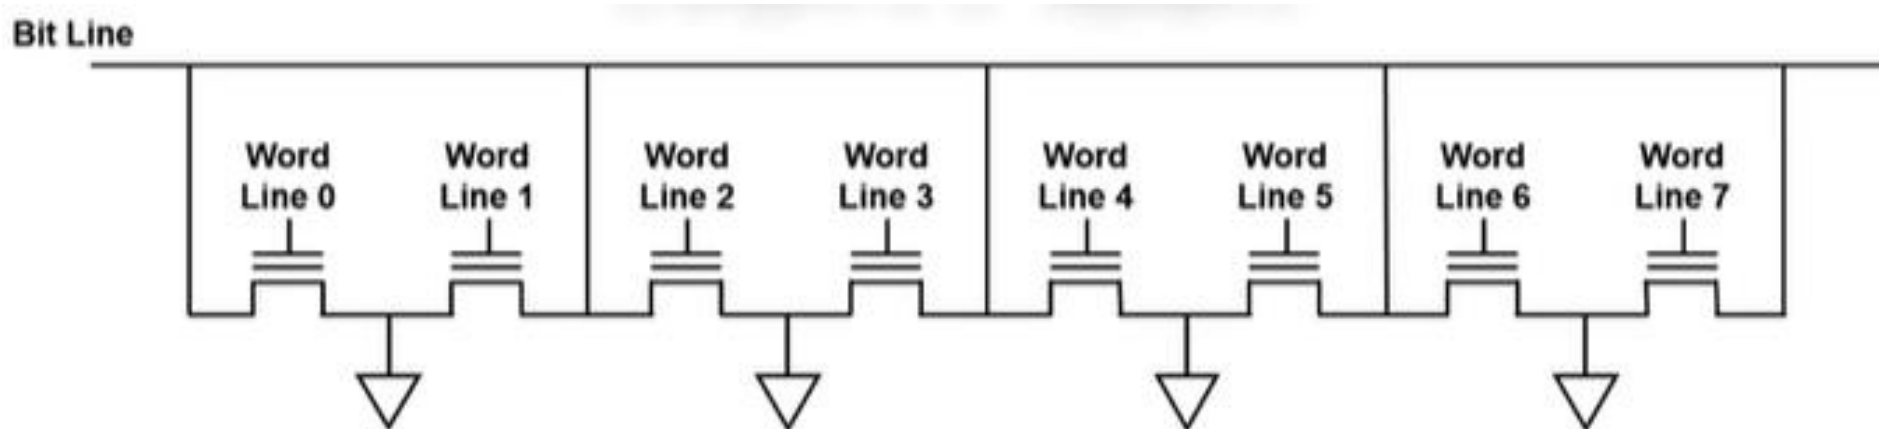 Bit Line
Word
Line 0
Word
Line 1
Word
Line 2
Word
Line 3
Word
Line 4
Word
Line 5
Word
Line 6
Word
Line 7